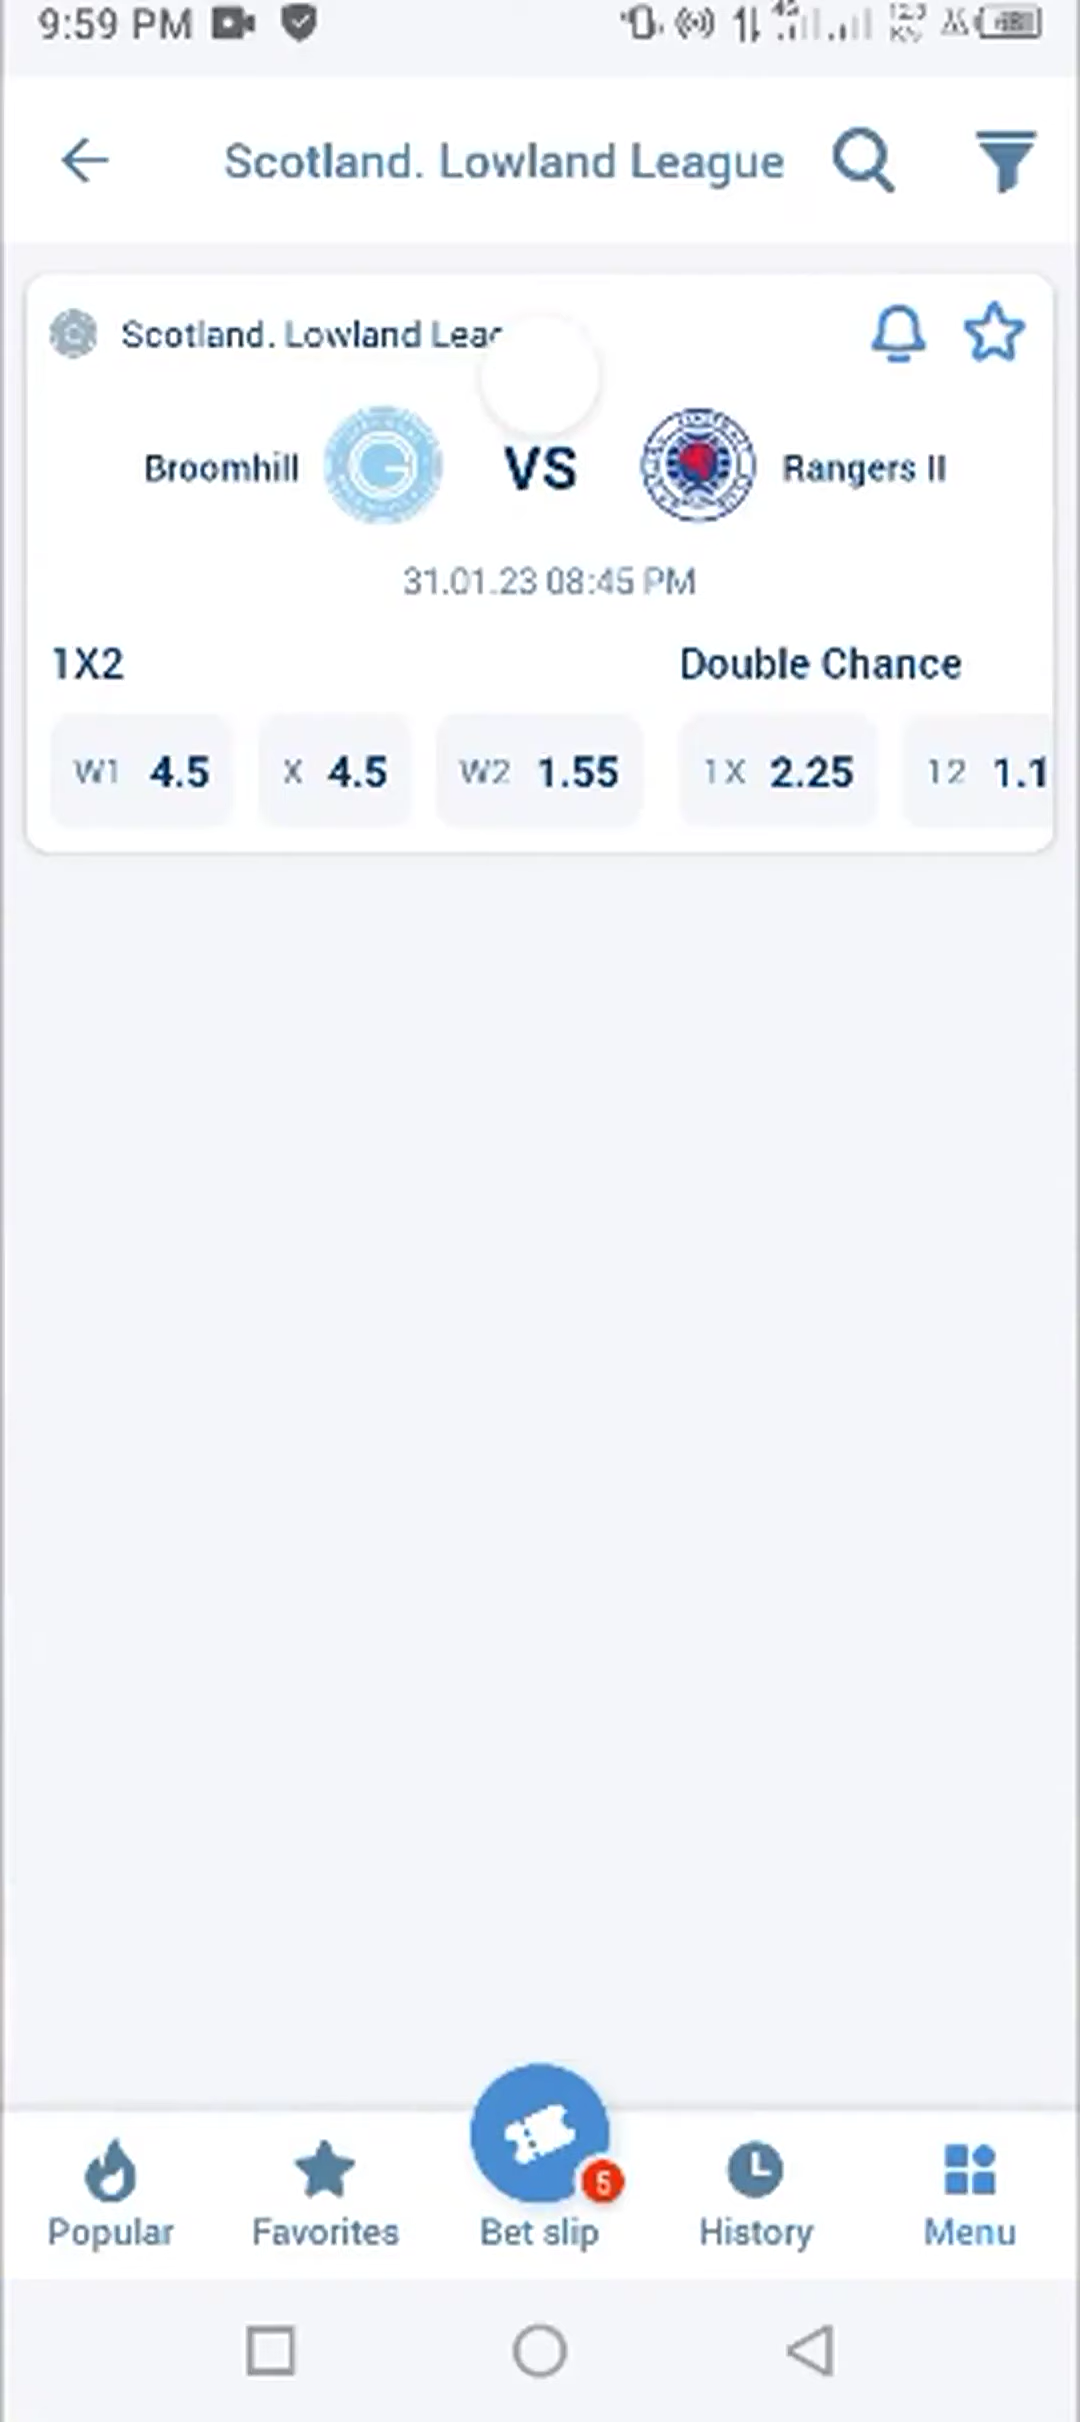 9:59 PM
Scotland. Lowland League
Scotland. Lowland Leag
Broomhill VS Rangers II
31.01.23 08:45 PM
1X2 Double Chance
W1 4.5 X 4.5 W2 1.55 1X 2.25 12 1.1
5
Popular Favorites Bet slip History Menu